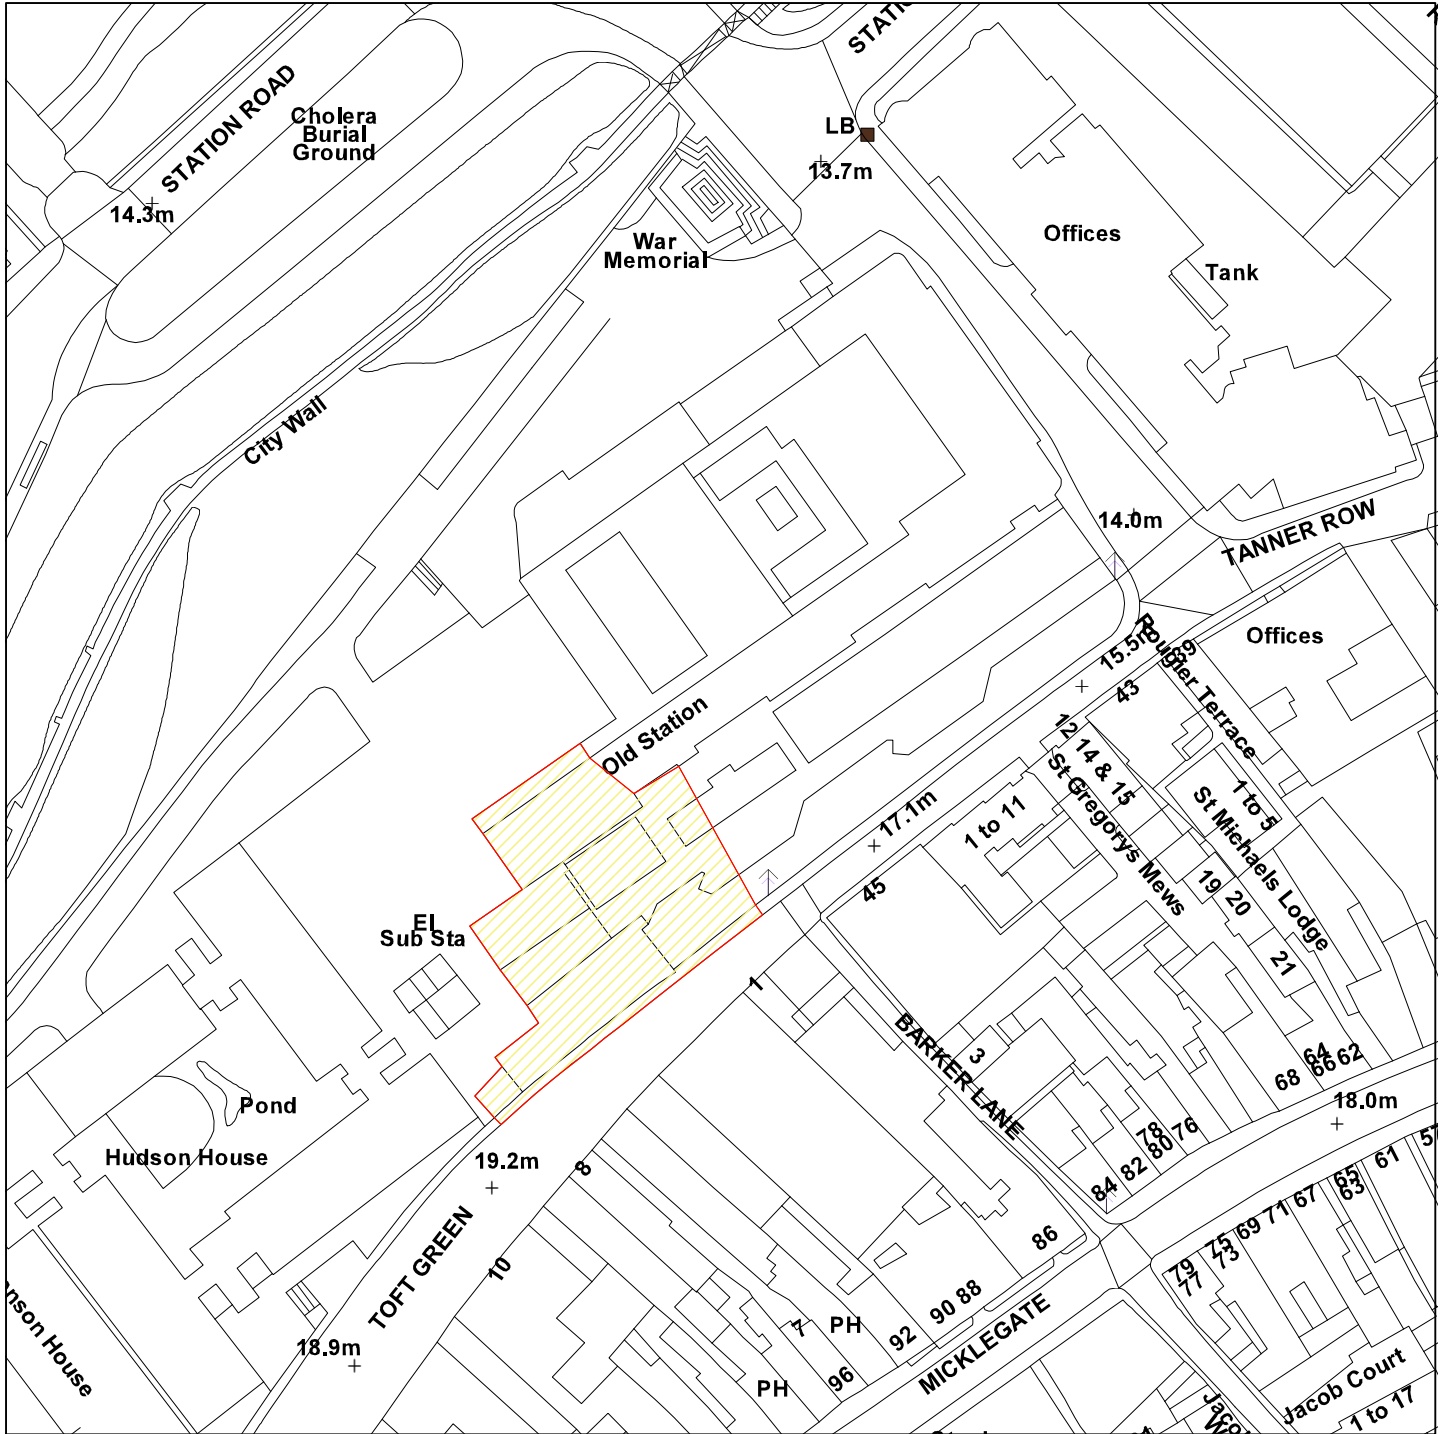 STATION ROAD
Cholera
Burial
Ground
14.3m
LB
13.7m
War
Memorial
Offices
Tank
City Wall
14.0m
TANNER ROW
Offices
Rougier Terrace
15.5m
39
43
12
14 & 15
1 to 5
St Gregorys Mews
St Michaels Lodge
Old Station
17.1m
1 to 11
45
19
20
21
El
Sub Sta
1
BARKER LANE
3
64
66
62
68
18.0m
Pond
Hudson House
78
80
76
82
84
19.2m
8
57
61
65
63
67
71
69
75
73
79
77
TOFT GREEN
10
86
90 88
92
7
PH
96
PH
MICKLEGATE
18.9m
Jacob Court
1 to 17